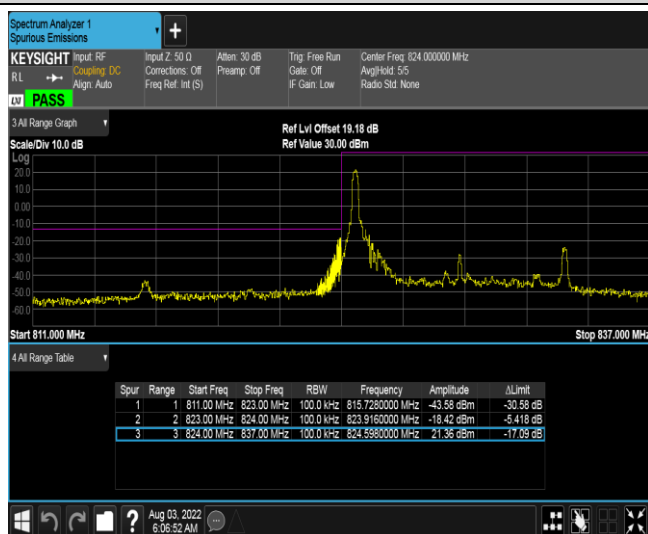 Spectrum Analyzer 1
Spurious Emissions
+
KEYSIGHT
RL
LXI PASS
Input: RF
Coupling: DC
Align: Auto
Input Z: 50 Ω
Corrections: Off
Freq Ref: Int (S)
Atten: 30 dB
Preamp: Off
Trig: Free Run
Gate: Off
IF Gain: Low
Center Freq: 824.000000 MHz
Avg|Hold: 5/5
Radio Std: None
3 All Range Graph
Scale/Div 10.0 dB
Ref Lvl Offset 19.18 dB
Ref Value 30.00 dBm
Log
20.0
10.0
0.00
-10.0
-20.0
-30.0
-40.0
-50.0
-60.0
Start 811.000 MHz
Stop 837.000 MHz
4 All Range Table
Spur Range Start Freq Stop Freq RBW Frequency Amplitude ΔLimit
1 1 811.00 MHz 823.00 MHz 100.0 kHz 815.7280000 MHz -43.58 dBm -30.58 dB
2 2 823.00 MHz 824.00 MHz 100.0 kHz 823.9160000 MHz -18.42 dBm -5.418 dB
3 3 824.00 MHz 837.00 MHz 100.0 kHz 824.5980000 MHz 21.36 dBm -17.09 dB
?
Aug 03, 2022
6:06:52 AM